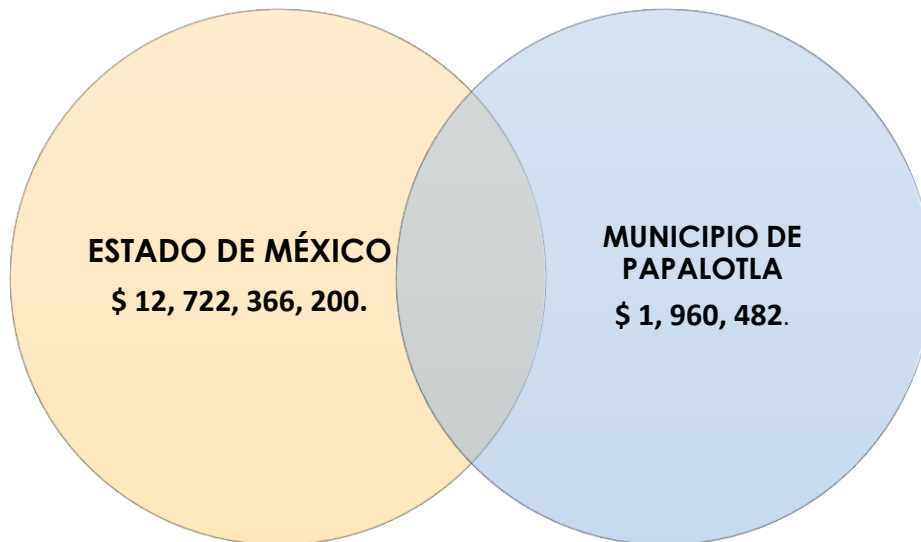 ESTADO DE MÉXICO
$ 12, 722, 366, 200.
MUNICIPIO DE
PAPALOTLA
$ 1, 960, 482.